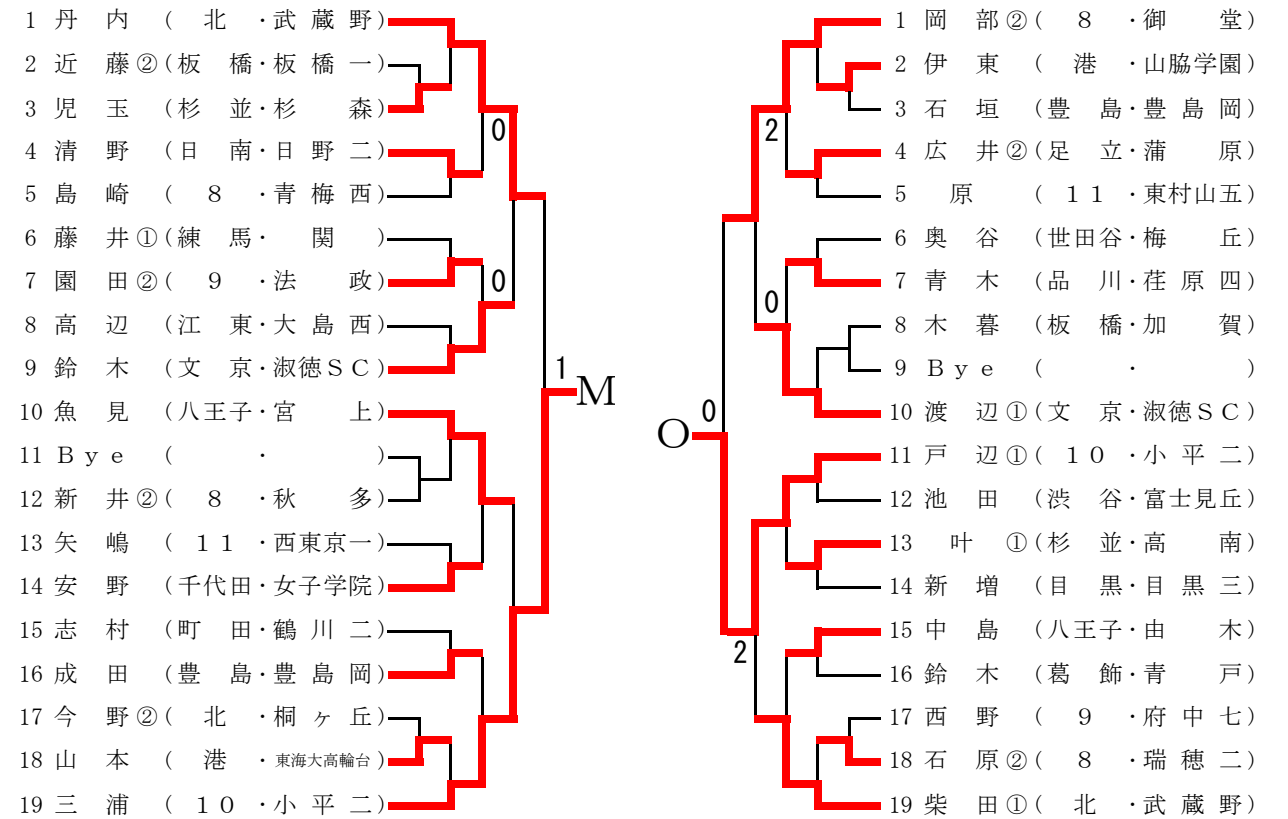 1 丹 内 ( 北 ・武 蔵 野)
2 近 藤②(板 橋・板 橋 一)
3 児 玉 (杉 並・杉 森)
0
4 清 野 (日 南・日 野 二)
5 島 崎 ( ８ ・青 梅 西)
6 藤 井①(練 馬・ 関 )
7 園 田②( ９ ・法 政)
0
8 高 辺 (江 東・大 島 西)
9 鈴 木 (文 京・淑徳ＳＣ)
1
M
10 魚 見 (八王子・宮 上)
11 Ｂ ｙ ｅ ( ・ )
12 新 井②( ８ ・秋 多)
13 矢 嶋 ( １１ ・西東京一)
14 安 野 (千代田・女子学院)
15 志 村 (町 田・鶴 川 二)
16 成 田 (豊 島・豊 島 岡)
17 今 野②( 北 ・桐 ヶ 丘)
18 山 本 ( 港 ・東海大高輪台)
19 三 浦 (１０ ・小 平 二)
1 岡 部②( ８ ・御 堂)
2 伊 東 ( 港 ・山脇学園)
3 石 垣 (豊 島・豊 島 岡)
2
4 広 井②(足 立・蒲 原)
5 原 ( １１ ・東村山五)
6 奥 谷 (世田谷・梅 丘)
7 青 木 (品 川・荏 原 四)
0
8 木 暮 (板 橋・加 賀)
9 Ｂ ｙ ｅ ( ・ )
10 渡 辺①(文 京・淑徳ＳＣ)
0
O
11 戸 辺①( １０ ・小 平 二)
12 池 田 (渋 谷・富士見丘)
13 叶 ①(杉 並・高 南)
14 新 増 (目 黒・目 黒 三)
15 中 島 (八王子・由 木)
2
16 鈴 木 (葛 飾・青 戸)
17 西 野 ( ９ ・府 中 七)
18 石 原②( ８ ・瑞 穂 二)
19 柴 田①( 北 ・武 蔵 野)